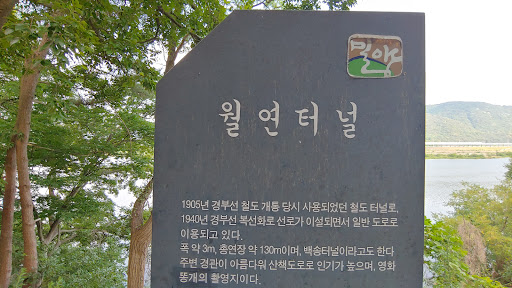 밀양
월연터널
1905년 경부선 철도 개통 당시 사용되었던 철도 터널로,
1940년 경부선 복선화로 선로가 이설되면서 일반 도로로
이용되고 있다.
폭 약 3m, 총연장 약 130m이며, 백송터널이라고도 한다
주변 경관이 아름다워 산책도로로 인기가 높으며, 영화
똥개의 촬영지이다.